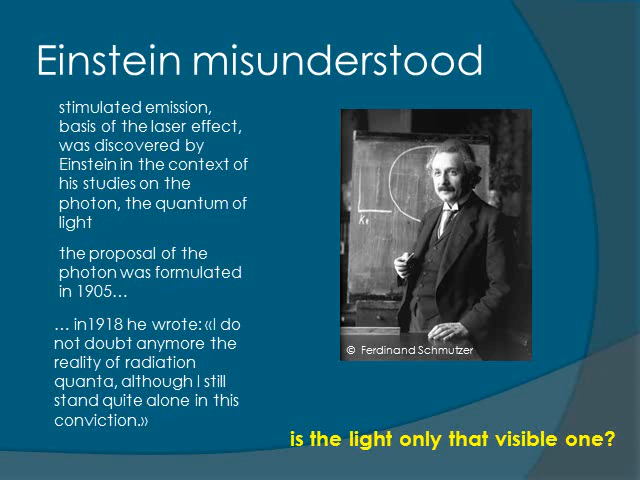 Einstein misunderstood
stimulated emission,
basis of the laser effect,
was discovered by
Einstein in the context of
his studies on the
photon, the quantum of
light
the proposal of the
photon was formulated
in 1905…
… in1918 he wrote: «I do
not doubt anymore the
reality of radiation
quanta, although I still
stand quite alone in this
conviction.»
© Ferdinand Schmutzer
is the light only that visible one?